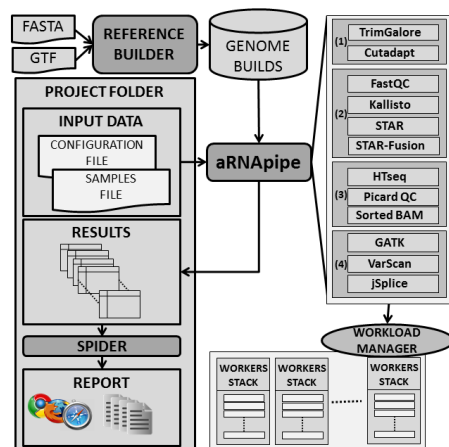 FASTA
GTF
REFERENCE
BUILDER
GENOME
BUILDS
PROJECT FOLDER
INPUT DATA
CONFIGURATION
FILE
SAMPLES
FILE
aRNApipe
RESULTS
SPIDER
REPORT
(1)
TrimGalore
Cutadapt
(2)
FastQC
Kallisto
STAR
STAR-Fusion
(3)
HTseq
Picard QC
Sorted BAM
(4)
GATK
VarScan
jSplice
WORKLOAD
MANAGER
WORKERS
STACK
WORKERS
STACK
WORKERS
STACK